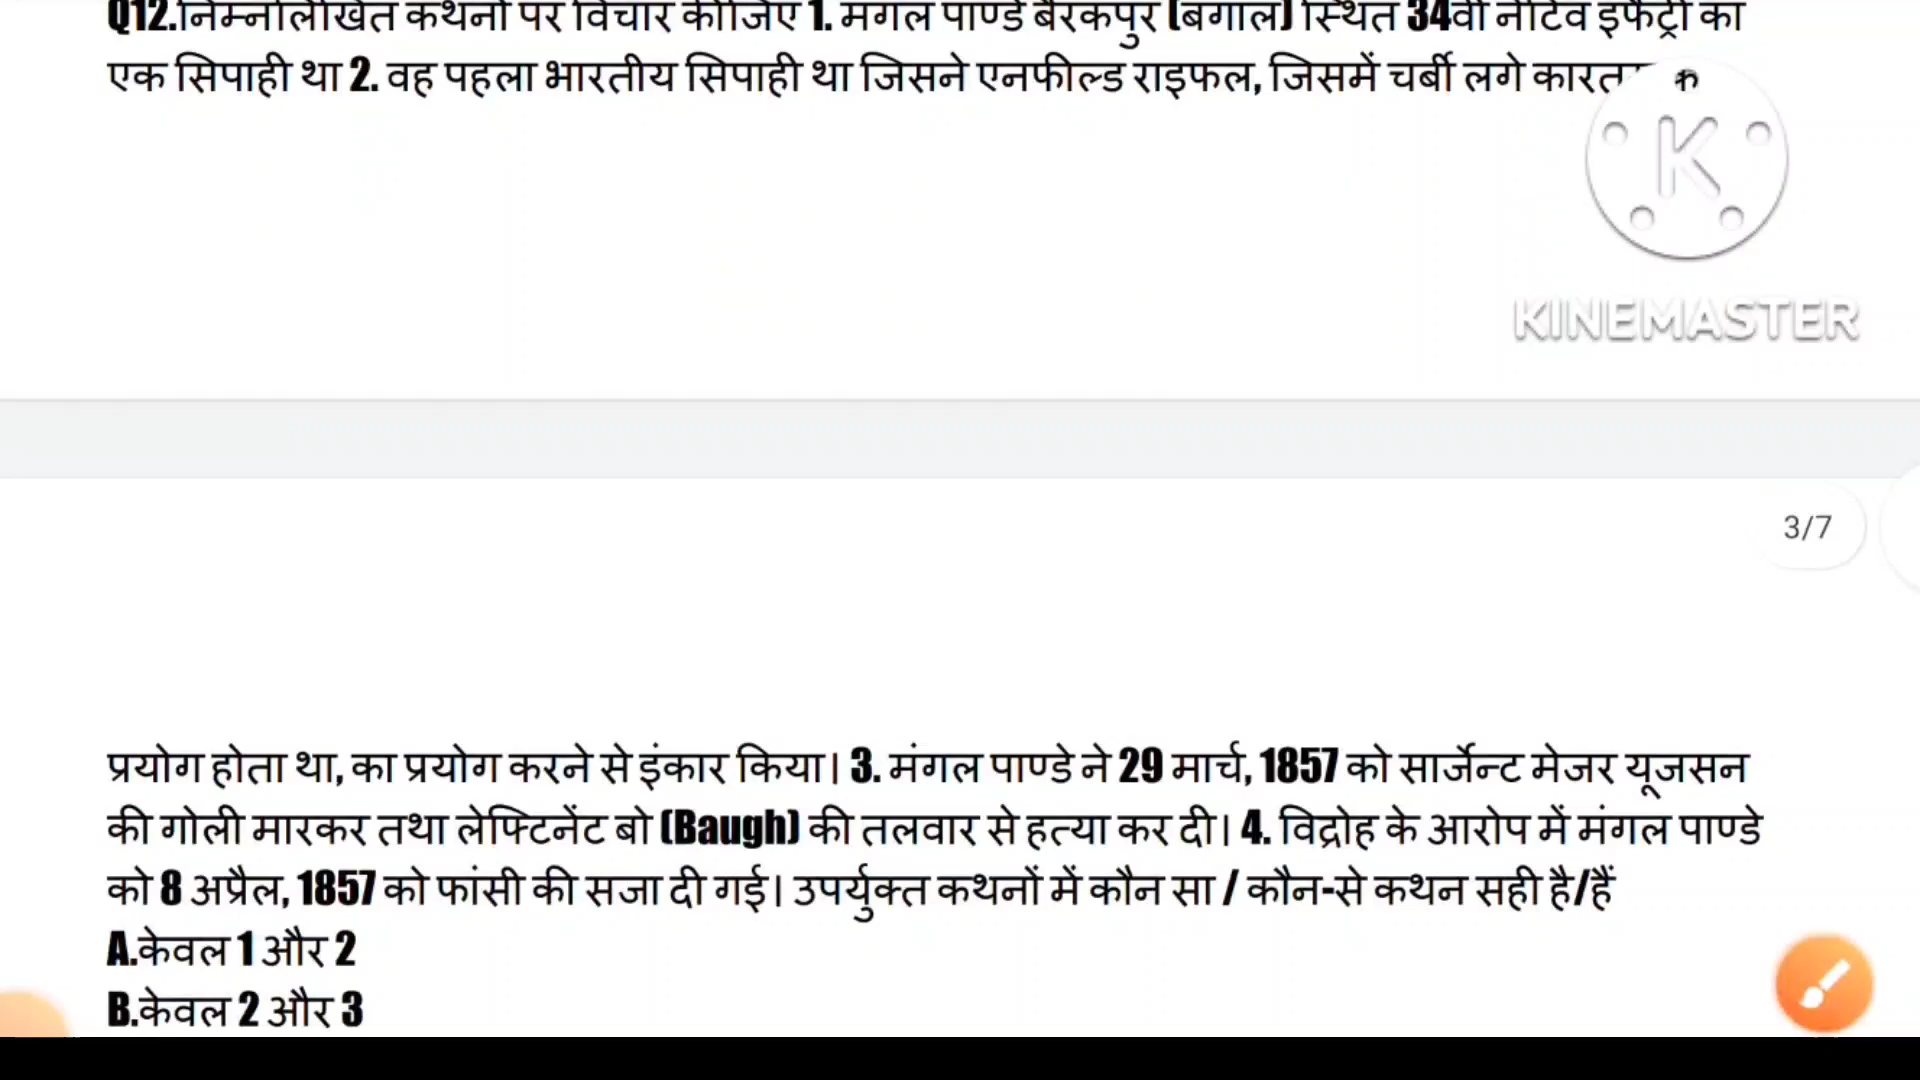 Q12.निम्नलिखित कथनों पर विचार कीजिए 1. मंगल पाण्डे बैरकपुर (बंगाल) स्थित 34वीं नेटिव इंफैंट्री का
एक सिपाही था 2. वह पहला भारतीय सिपाही था जिसने एनफील्ड राइफल, जिसमें चर्बी लगे
KINEMASTER
3/7
प्रयोग होता था, का प्रयोग करने से इंकार किया। 3. मंगल पाण्डे ने 29 मार्च, 1857 को सार्जेन्ट मेजर यूजसन
की गोली मारकर तथा लेफ्टिनेंट बो (Baugh) की तलवार से हत्या कर दी। 4. विद्रोह के आरोप में मंगल पाण्डे
को 8 अप्रैल, 1857 को फांसी की सजा दी गई। उपर्युक्त कथनों में कौन सा / कौन-से कथन सही है/हैं
A.केवल 1 और 2
B.केवल 2 और 3